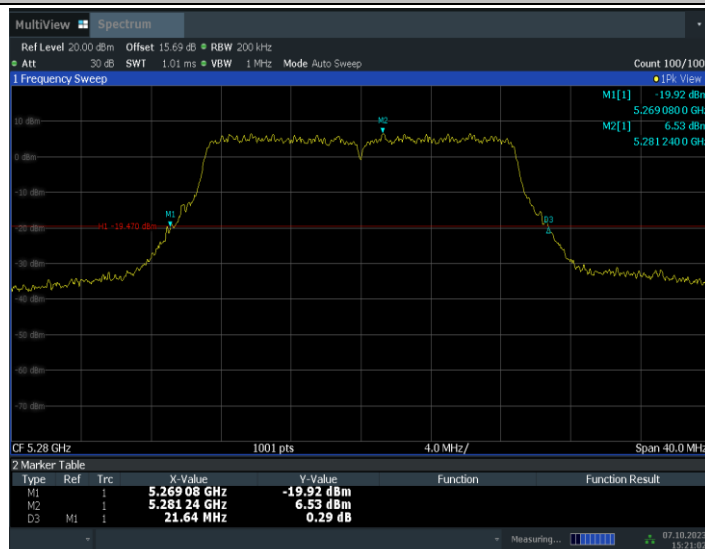 MultiView Spectrum
Ref Level 20.00 dBm Offset 15.69 dB RBW 200 kHz
Att 30 dB SWT 1.01 ms VBW 1 MHz Mode Auto Sweep Count 100/100
1 Frequency Sweep 1Pk View
M1[1] -19.92 dBm
5.269 080 0 GHz
M2[1] 6.53 dBm
5.281 240 0 GHz
M2
10 dBm
0 dBm
-10 dBm
M1
D3
-20 dBm
H1 -19.470 dBm
-30 dBm
-40 dBm
-50 dBm
-60 dBm
-70 dBm
CF 5.28 GHz 1001 pts 4.0 MHz/ Span 40.0 MHz
2 Marker Table
Type Ref Trc X-Value Y-Value Function Function Result
M1 1 5.269 08 GHz -19.92 dBm
M2 1 5.281 24 GHz 6.53 dBm
D3 M1 1 21.64 MHz 0.29 dB
Measuring... 07.10.2023
15:21:02